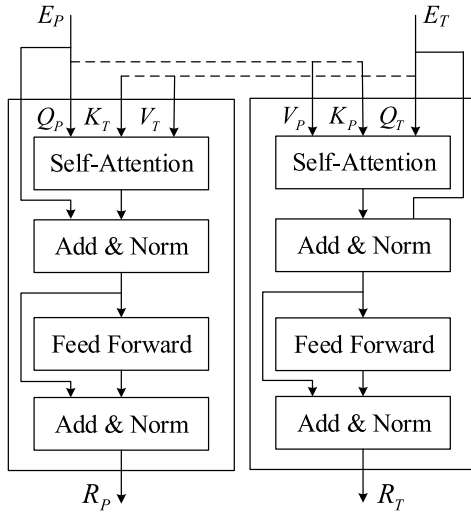 E_P E_T
Q_P K_T V_T V_P K_P Q_T
Self-Attention Self-Attention
Add & Norm Add & Norm
Feed Forward Feed Forward
Add & Norm Add & Norm
R_P R_T